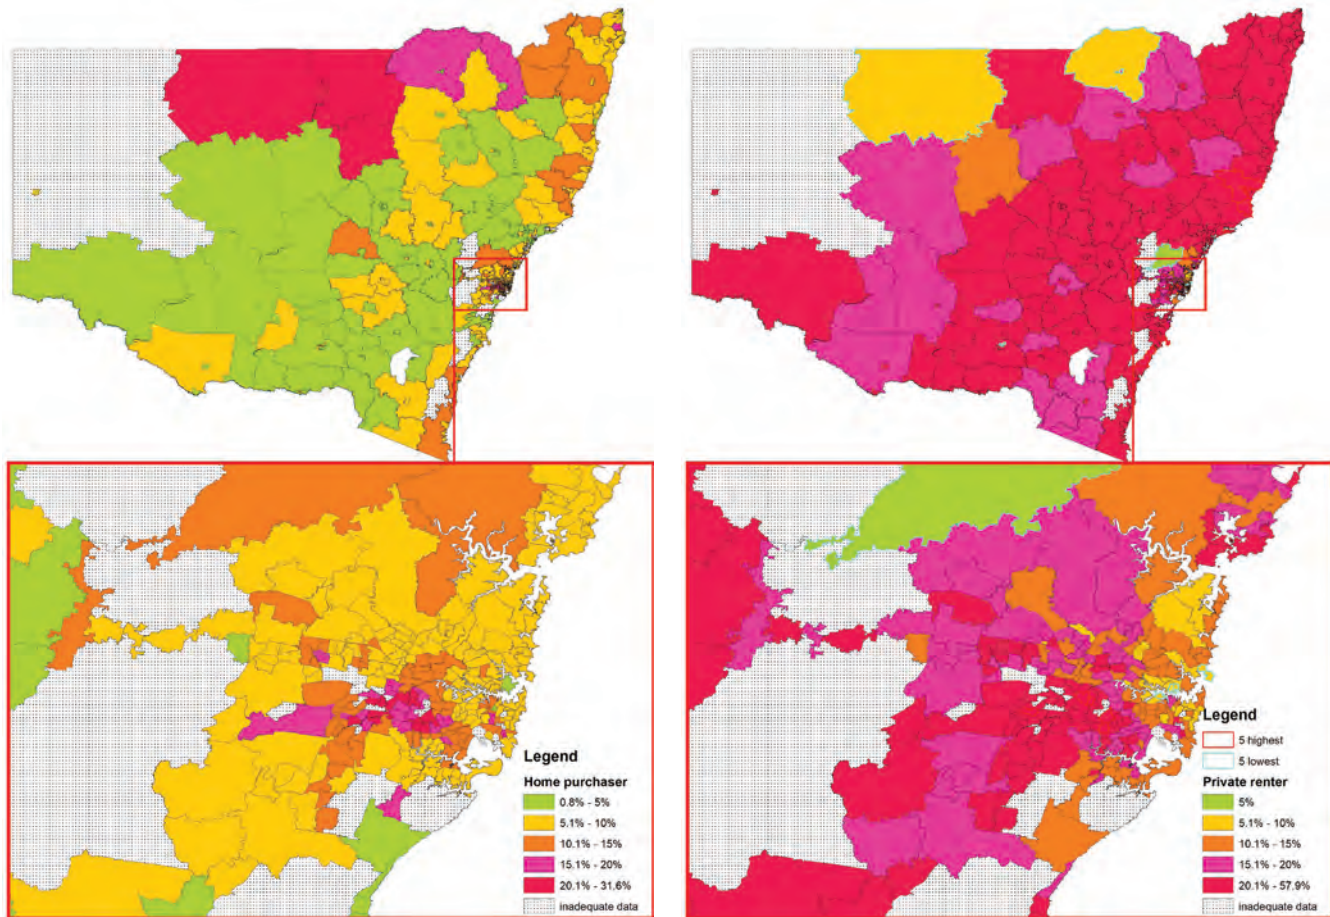 Legend
Home purchaser
0.8% - 5%
5.1% - 10%
10.1% - 15%
15.1% - 20%
20.1% - 31.6%
inadequate data
Legend
5 highest
5 lowest
Private renter
5%
5.1% - 10%
10.1% - 15%
15.1% - 20%
20.1% - 57.9%
inadequate data